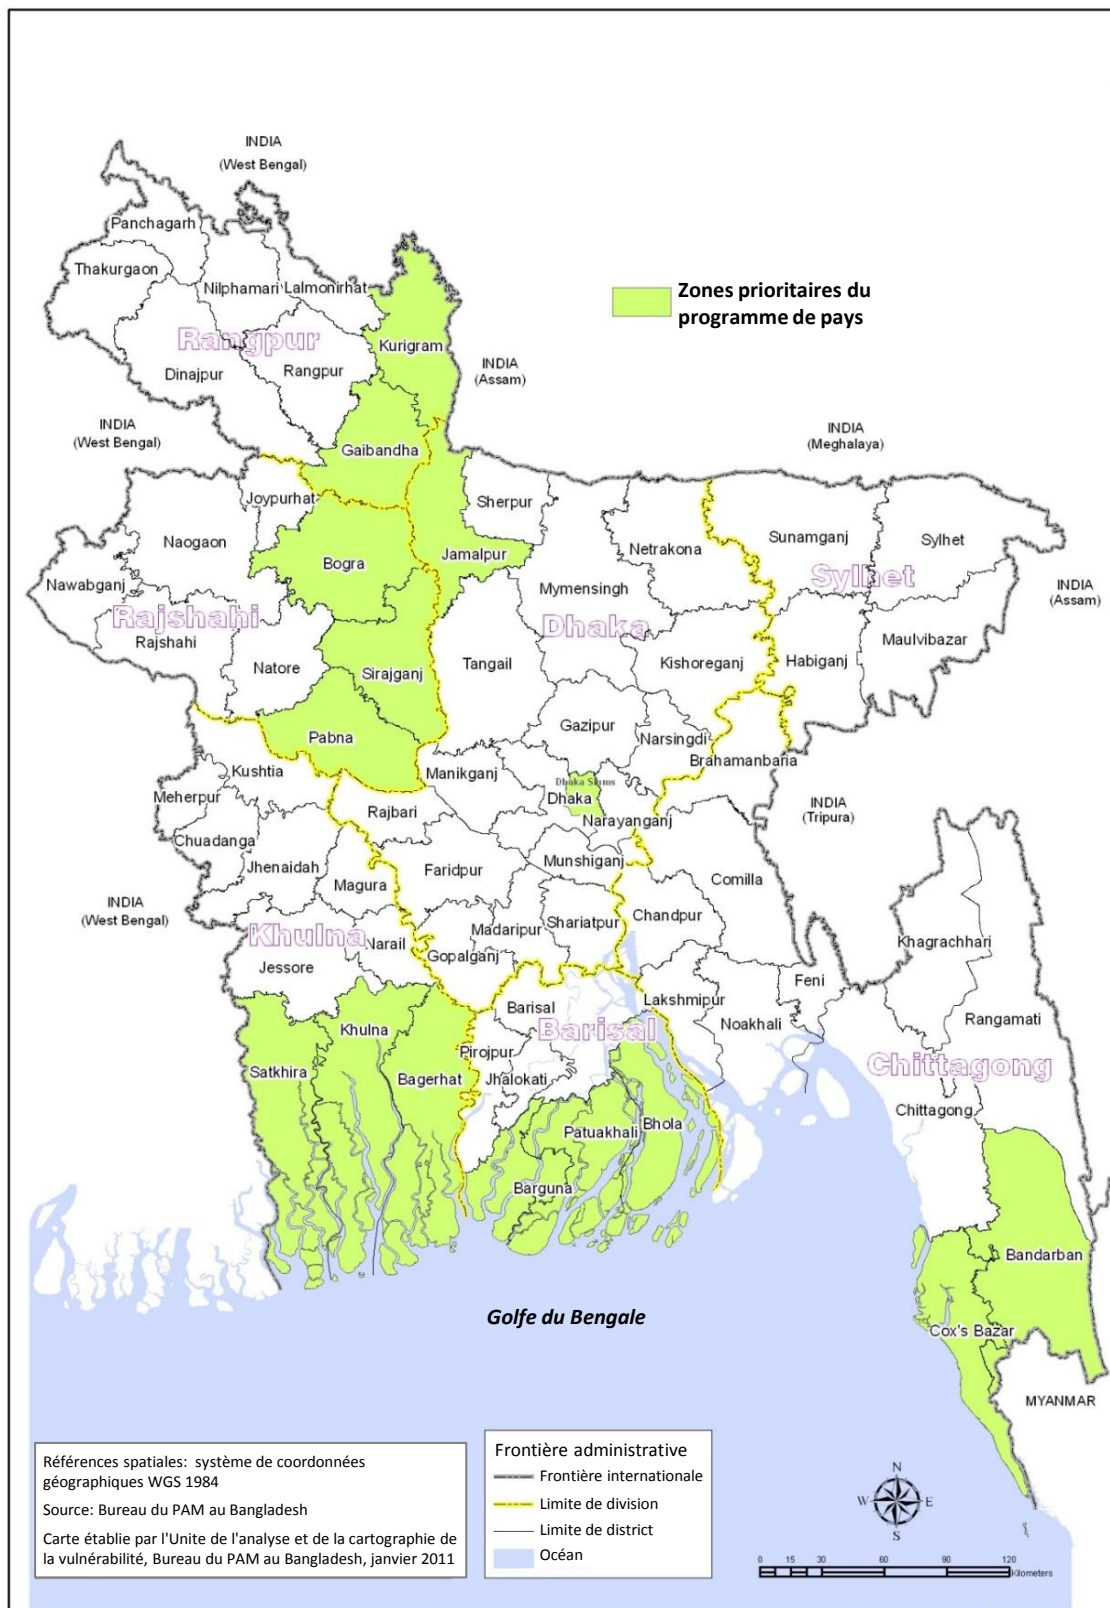 INDIA
(West Bengal)
Panchagarh
Thakurgaon
Nilphamari
Lalmonirhat
Zones prioritaires du
programme de pays
Rangpur
Kurigram
Dinajpur
Rangpur
INDIA
(Assam)
INDIA
(West Bengal)
INDIA
(Meghalaya)
Gaibandha
Joypurhat
Sherpur
Naogaon
Bogra
Jamalpur
Netrakona
Sunamganj
Sylhet
Nawabganj
Mymensingh
Sylhet
INDIA
(Assam)
Rajshahi
Dhaka
Rajshahi
Natore
Sirajganj
Tangail
Kishoreganj
Habiganj
Maulvibazar
Pabna
Gazipur
Narsingdi
Brahamanbaria
Kushtia
Manikganj
Dhaka Slums
Meherpur
Rajbari
Dhaka
Narayanganj
INDIA
(Tripura)
Chuadanga
Jhenaidah
Faridpur
Munshiganj
Magura
Comilla
INDIA
(West Bengal)
Khulna
Narail
Madaripur
Shariatpur
Chandpur
Gopalganj
Khagrachhari
Jessore
Feni
Barisal
Lakshmipur
Rangamati
Khulna
Barisal
Noakhali
Pirojpur
Satkhira
Bagerhat
Jhalokati
Chittagong
Chittagong
Patuakhali
Bhola
Barguna
Bandarban
Golfe du Bengale
Cox's Bazar
MYANMAR
Références spatiales: système de coordonnées
géographiques WGS 1984
Source: Bureau du PAM au Bangladesh
Carte établie par l'Unite de l'analyse et de la cartographie de
la vulnérabilité, Bureau du PAM au Bangladesh, janvier 2011
Frontière administrative
Frontière internationale
Limite de division
Limite de district
Océan
N
W
E
S
0 15 30 60 90 120
Kilometers